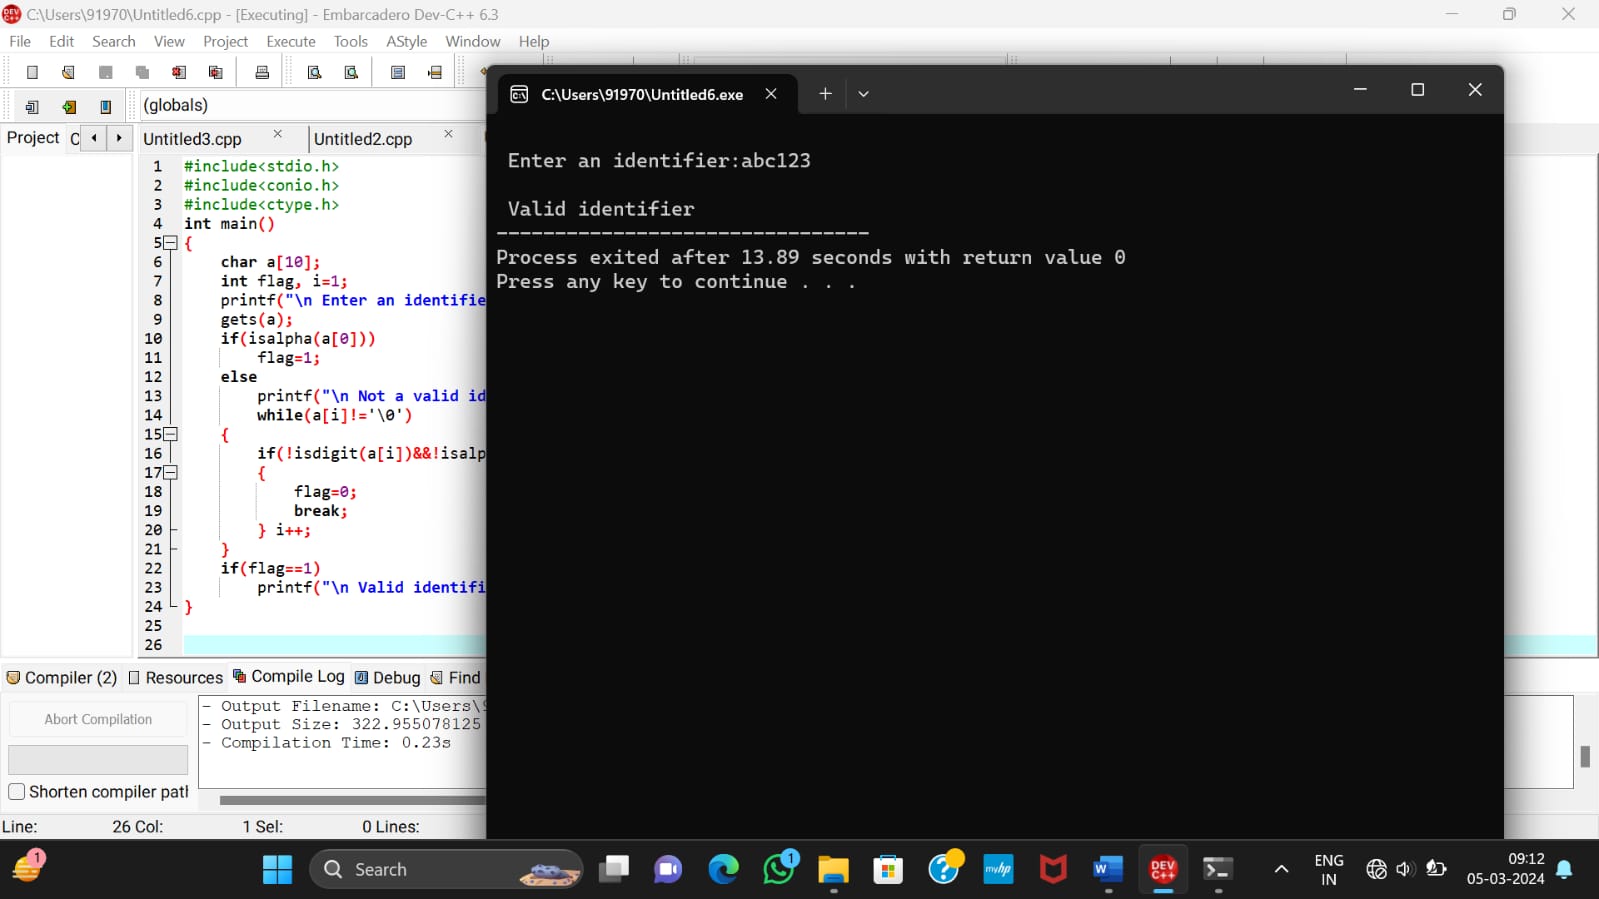 C:\Users\91970\Untitled6.cpp - [Executing] - Embarcadero Dev-C++ 6.3
File Edit Search View Project Execute Tools AStyle Window Help
(globals)
Project C Untitled3.cpp Untitled2.cpp
1 #include<stdio.h>
2 #include<conio.h>
3 #include<ctype.h>
4 int main()
5 {
6 char a[10];
7 int flag, i=1;
8 printf("\n Enter an identifie
9 gets(a);
10 if(isalpha(a[0]))
11 flag=1;
12 else
13 printf("\n Not a valid id
14 while(a[i]!='\0')
15 {
16 if(!isdigit(a[i])&&!isalp
17 {
18 flag=0;
19 break;
20 } i++;
21 }
22 if(flag==1)
23 printf("\n Valid identifi
24 }
25
26
C:\Users\91970\Untitled6.exe
Enter an identifier:abc123
Valid identifier
--------------------------------
Process exited after 13.89 seconds with return value 0
Press any key to continue . . .
Compiler (2) Resources Compile Log Debug Find
Abort Compilation
Shorten compiler path
- Output Filename: C:\Users\9
- Output Size: 322.955078125
- Compilation Time: 0.23s
Line: 26 Col: 1 Sel: 0 Lines:
1
Search
1
myhp
W
DEV C++
ENG
IN
09:12
05-03-2024